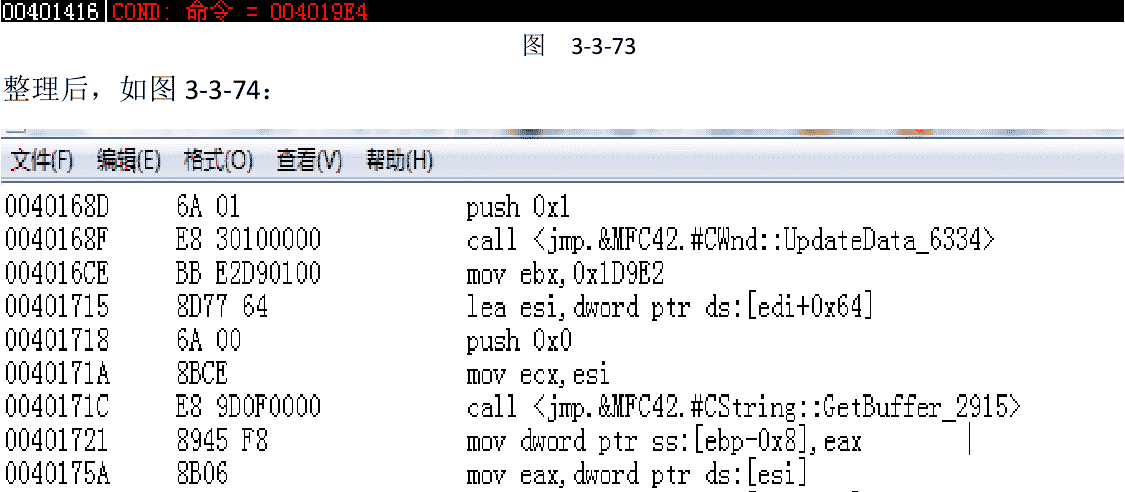 00401416 COND: 命令 = 004019E4
图 3-3-73
整理后，如图 3-3-74：
文件(F) 编辑(E) 格式(O) 查看(V) 帮助(H)
0040168D 6A 01 push 0x1
0040168F E8 30100000 call <jmp.&MFC42.#CWnd::UpdateData_6334>
004016CE BB E2D90100 mov ebx,0x1D9E2
00401715 8D77 64 lea esi,dword ptr ds:[edi+0x64]
00401718 6A 00 push 0x0
0040171A 8BCE mov ecx,esi
0040171C E8 9D0F0000 call <jmp.&MFC42.#CString::GetBuffer_2915>
00401721 8945 F8 mov dword ptr ss:[ebp-0x8],eax
0040175A 8B06 mov eax,dword ptr ds:[esi]